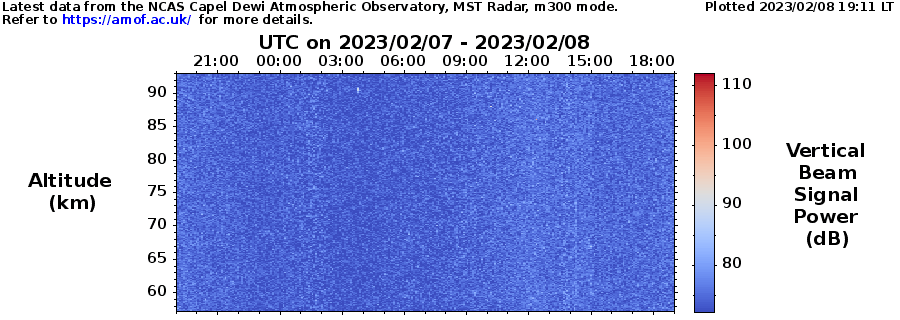 Latest data from the NCAS Capel Dewi Atmospheric Observatory, MST Radar, m300 mode.
Plotted 2023/02/08 19:11 LT
Refer to https://amof.ac.uk/ for more details.
UTC on 2023/02/07 - 2023/02/08
21:00 00:00 03:00 06:00 09:00 12:00 15:00 18:00
90
85
80
75
70
65
60
Altitude
(km)
110
100
90
80
Vertical
Beam
Signal
Power
(dB)